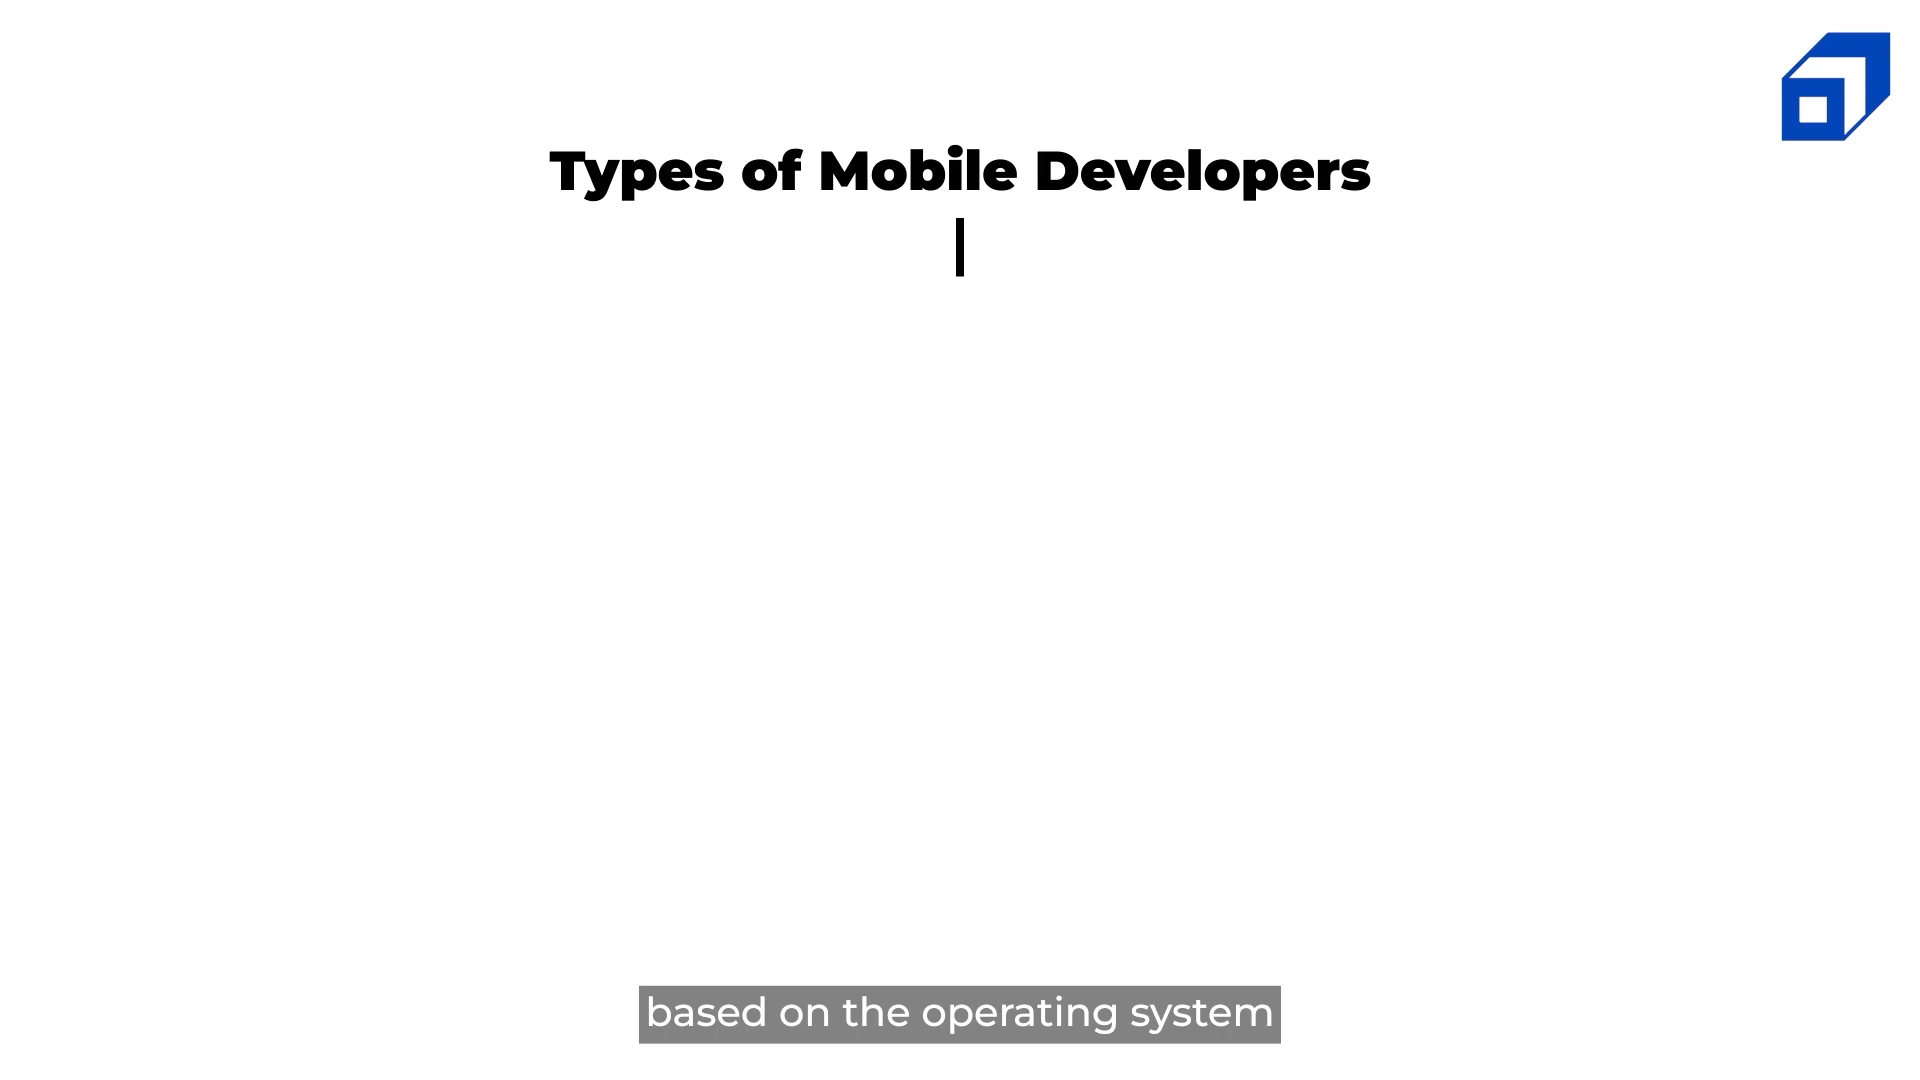 Types of Mobile Developers
based on the operating system